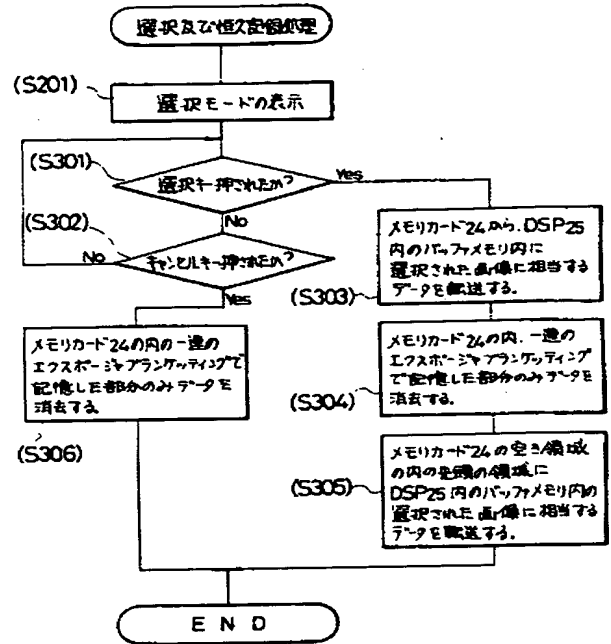 選択及び恒久記憶処理
(S201)
選択モードの表示
(S301)
選択キー押されたか?
Yes
No
(S302)
キャンセルキー押されたか?
No
Yes
メモリカード24から、DSP25
内のバッファメモリ内に
選択された画像に相当する
データを転送する。
(S303)
メモリカード24の内、一連の
エクスポージャブランケッティング
で記憶した部分のみデータを
消去する。
(S304)
メモリカード24の空き領域
の内の先頭の領域に
DSP25内のバッファメモリ内の
選択された画像に相当する
データを転送する。
(S305)
メモリカード24の内の一連の
エクスポージャブランケッティングで
記憶した部分のみデータを
消去する。
(S306)
END